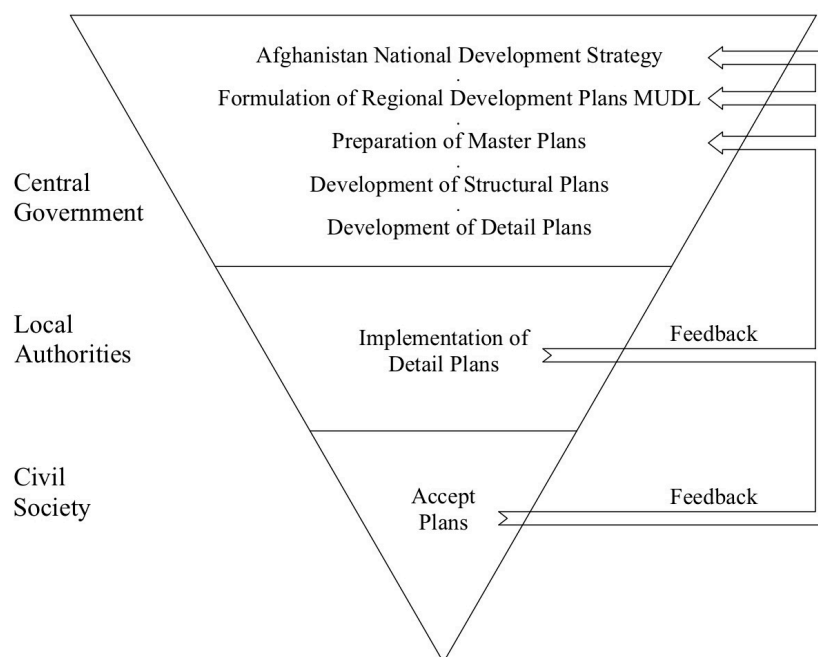 Afghanistan National Development Strategy
.
Formulation of Regional Development Plans MUDL
.
Preparation of Master Plans
.
Development of Structural Plans
.
Development of Detail Plans
Central
Government
Local
Authorities
Implementation of
Detail Plans
Feedback
Civil
Society
Accept
Plans
Feedback